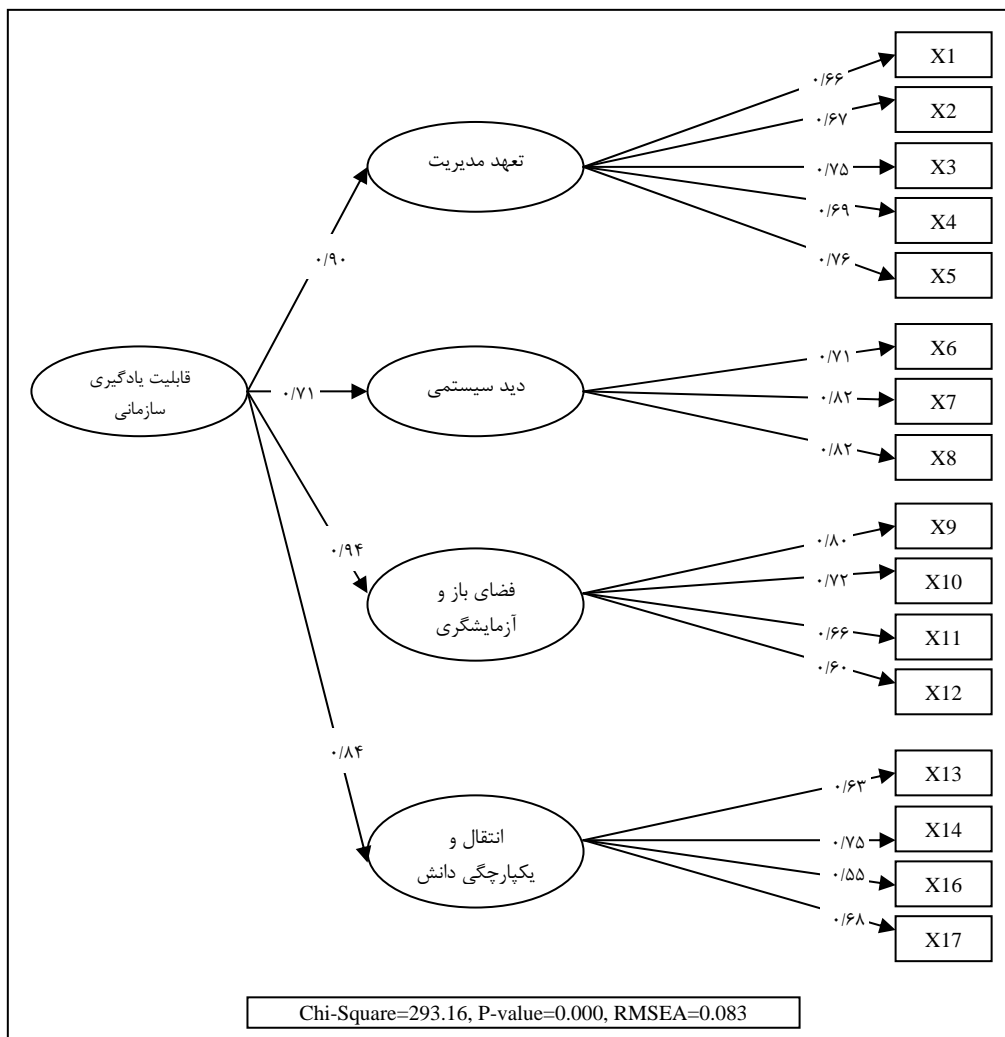 X1
۰/۶۶
X2
۰/۶۷
تعهد مدیریت
X3
۰/۷۵
X4
۰/۶۹
X5
۰/۷۶
۰/۹۰
X6
۰/۷۱
قابلیت یادگیری
سازمانی
۰/۷۱
دید سیستمی
X7
۰/۸۲
X8
۰/۸۲
X9
۰/۸۰
۰/۹۴
فضای باز و
آزمایشگری
X10
۰/۷۲
X11
۰/۶۶
X12
۰/۶۰
۰/۸۴
X13
۰/۶۳
انتقال و
یکپارچگی دانش
X14
۰/۷۵
X16
۰/۵۵
X17
۰/۶۸
Chi-Square=293.16, P-value=0.000, RMSEA=0.083